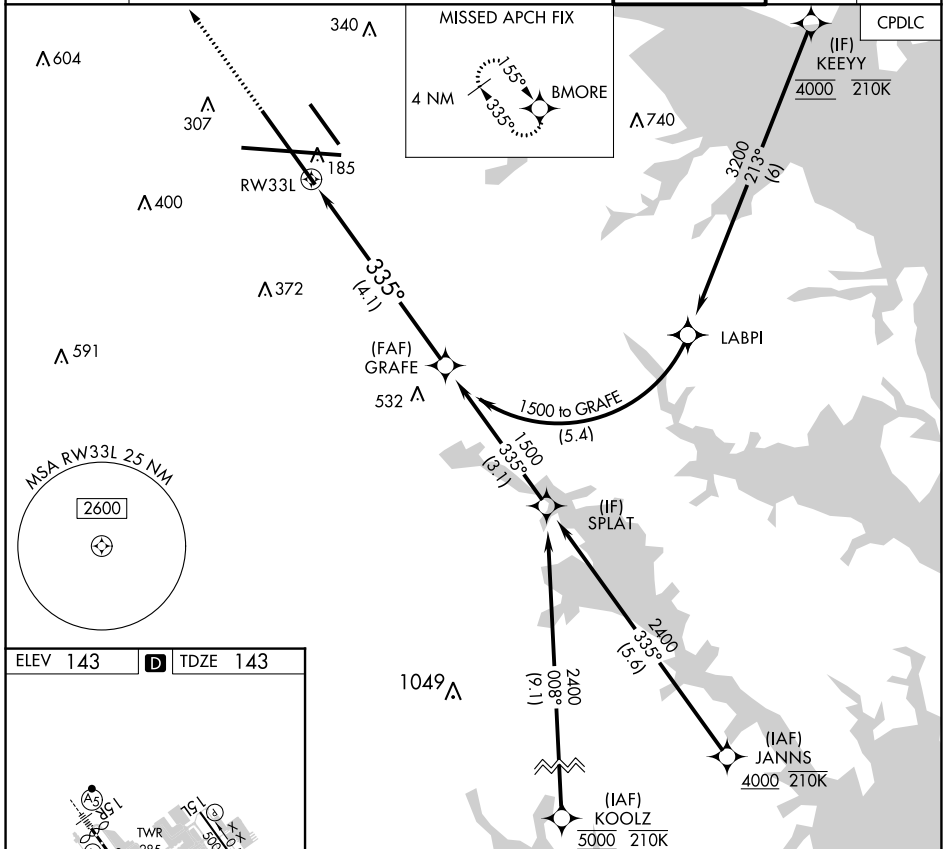 340
MISSED APCH FIX
155°
4 NM
335°
BMORE
(IF)
KEEYY
4000 210K
CPDLC
604
307
740
185
RW33L
3200
213°
(6)
400
335°
(4.1)
372
591
(FAF)
GRAFE
LABPI
532
1500 to GRAFE
(5.4)
1500
335°
(3.1)
MSA RW33L 25 NM
2600
(IF)
SPLAT
2400
335°
(5.6)
2400
008°
(9.1)
1049
(IAF)
JANNS
4000 210K
(IAF)
KOOLZ
5000 210K
ELEV 143
D
TDZE 143
A5
15R
15L
P
TWR
X
X